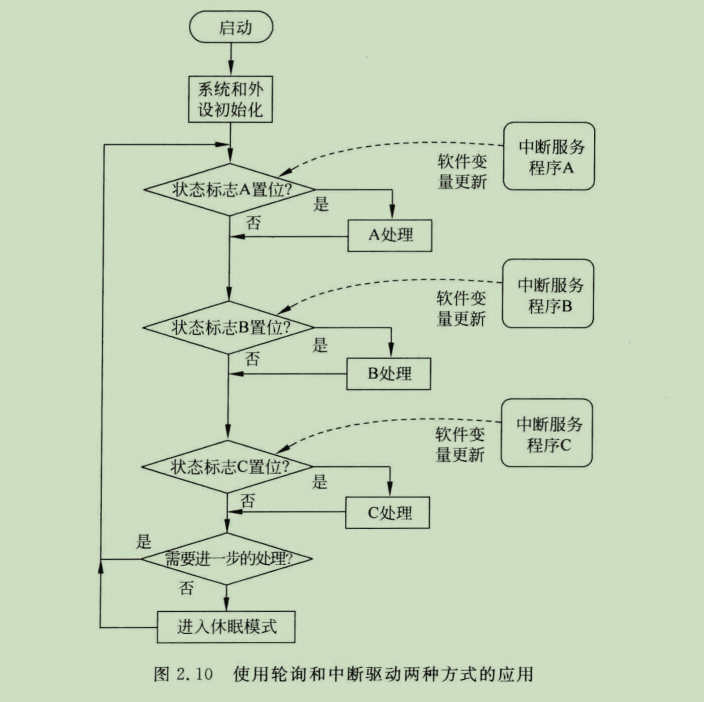 启动
系统和外
设初始化
中断服务
程序A
软件变
量更新
状态标志A置位?
是
否
A处理
中断服务
程序B
软件变
量更新
状态标志B置位?
是
否
B处理
中断服务
程序C
软件变
量更新
状态标志C置位?
是
否
C处理
是
需要进一步的处理?
否
进入休眠模式
图 2.10 使用轮询和中断驱动两种方式的应用